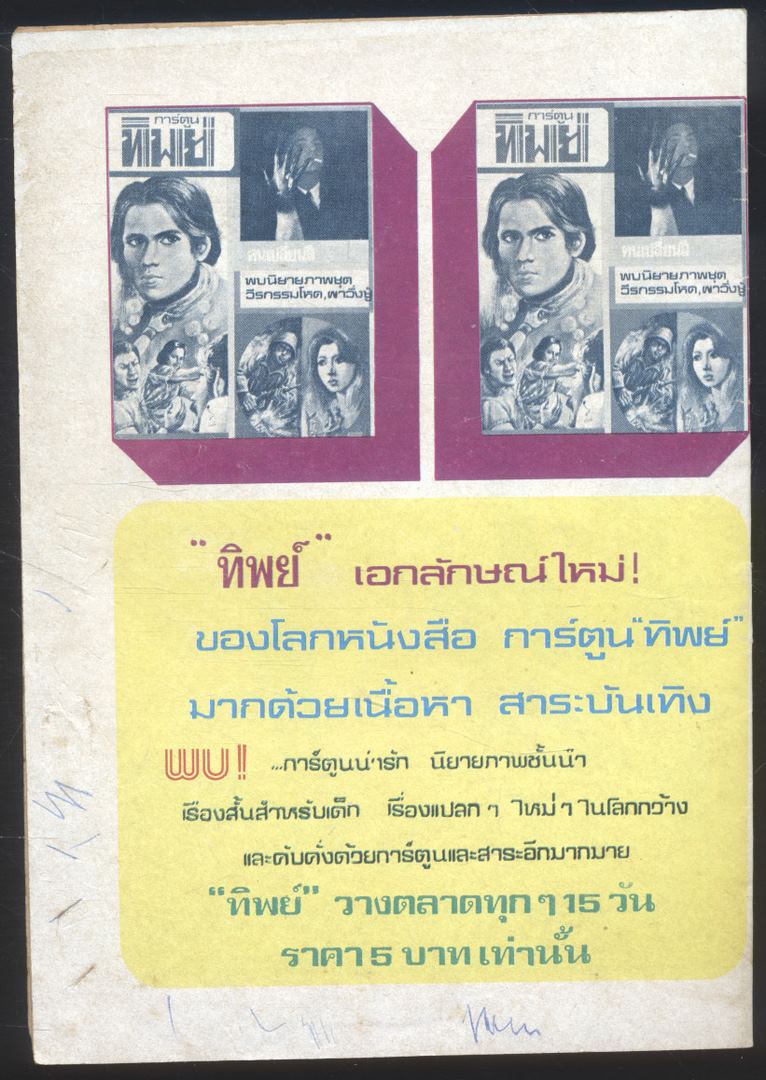 การ์ตูน
ทิพย์
คนเปลี่ยนสี
พบนิยายภาพชุด
วีรกรรมโหด,ผาวิ่งชู้
การ์ตูน
ทิพย์
คนเปลี่ยนสี
พบนิยายภาพชุด
วีรกรรมโหด,ผาวิ่งชู้
"ทิพย์" เอกลักษณ์ใหม่!
ของโลกหนังสือ การ์ตูน"ทิพย์"
มากด้วยเนื้อหา สาระบันเทิง
พบ!! ...การ์ตูนน่ารัก นิยายภาพชั้นนำ
เรื่องสั้นสำหรับเด็ก เรื่องแปลก ๆ ใหม่ ๆ ในโลกกว้าง
และคับคั่งด้วยการ์ตูนและสาระอีกมากมาย
"ทิพย์" วางตลาดทุก ๆ 15 วัน
ราคา 5 บาท เท่านั้น